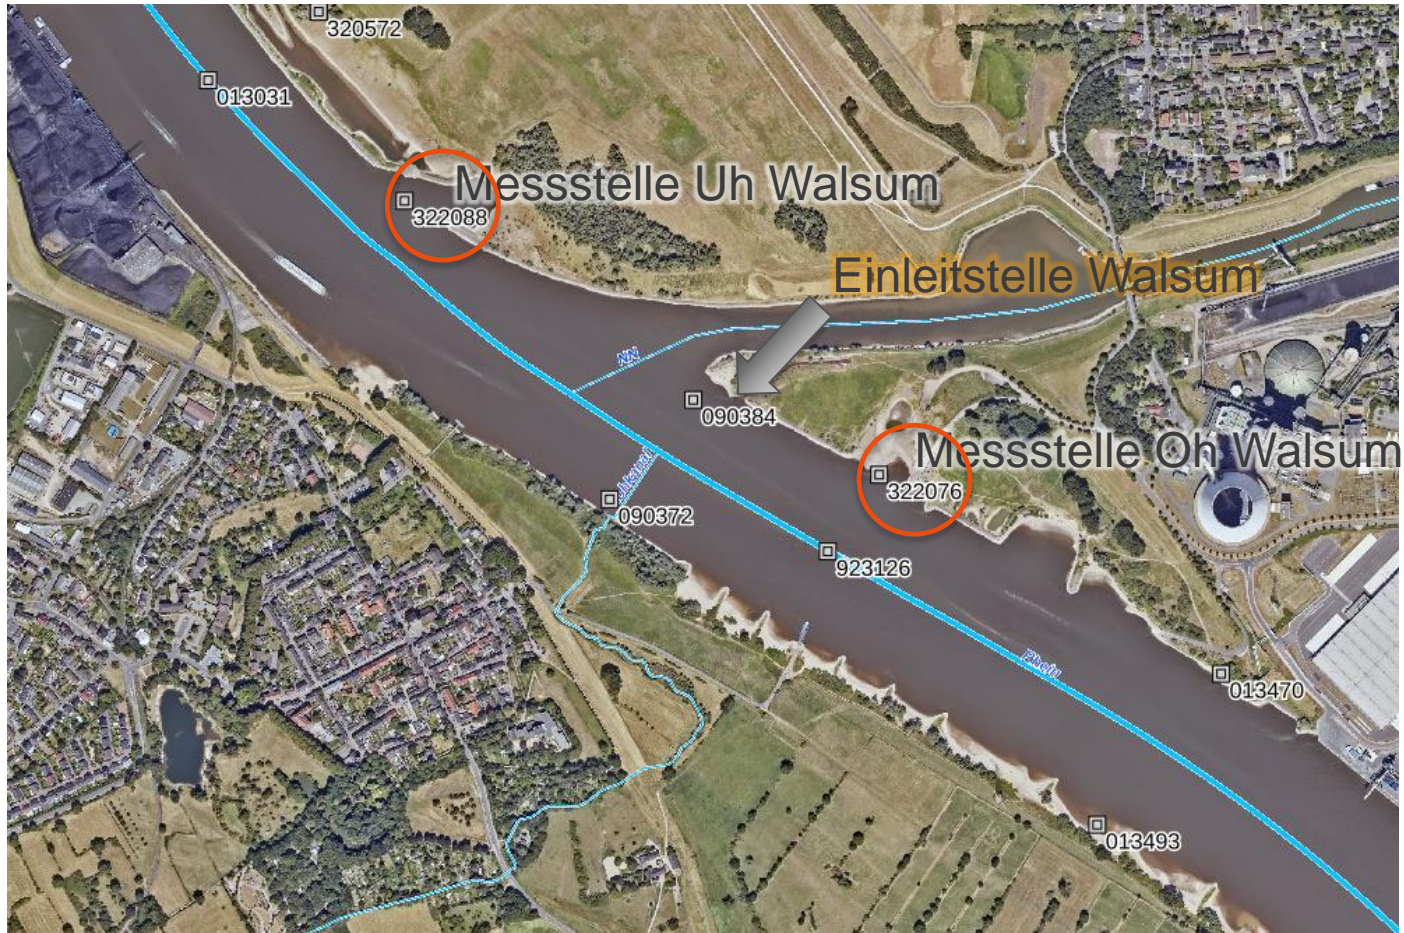 320572
013031
Messstelle Uh Walsum
322088
Einleitstelle Walsum
NN
090384
Messstelle Oh Walsum
322076
090372
923126
Rhein
013470
013493